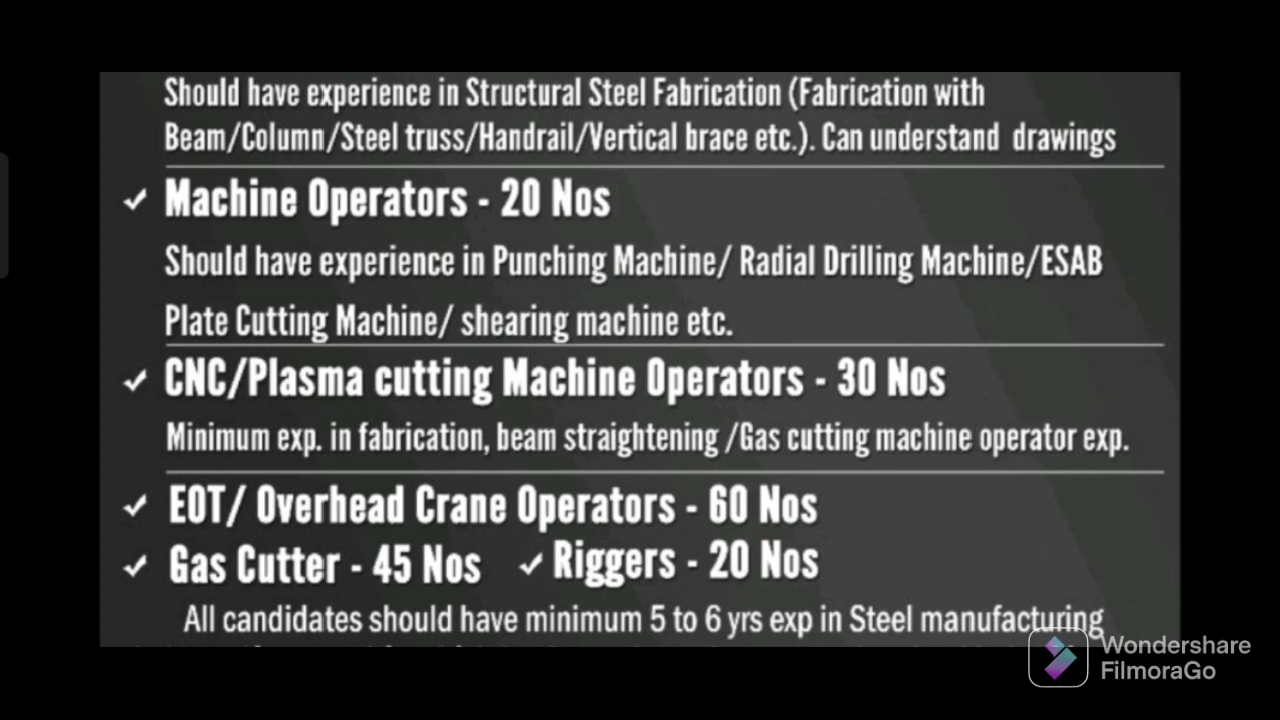 Should have experience in Structural Steel Fabrication (Fabrication with
Beam/Column/Steel truss/Handrail/Vertical brace etc.). Can understand drawings
✓ Machine Operators - 20 Nos
Should have experience in Punching Machine/ Radial Drilling Machine/ESAB
Plate Cutting Machine/ shearing machine etc.
✓ CNC/Plasma cutting Machine Operators - 30 Nos
Minimum exp. in fabrication, beam straightening /Gas cutting machine operator exp.
✓ EOT/ Overhead Crane Operators - 60 Nos
✓ Gas Cutter - 45 Nos ✓ Riggers - 20 Nos
All candidates should have minimum 5 to 6 yrs exp in Steel manufacturing
Wondershare
FilmoraGo